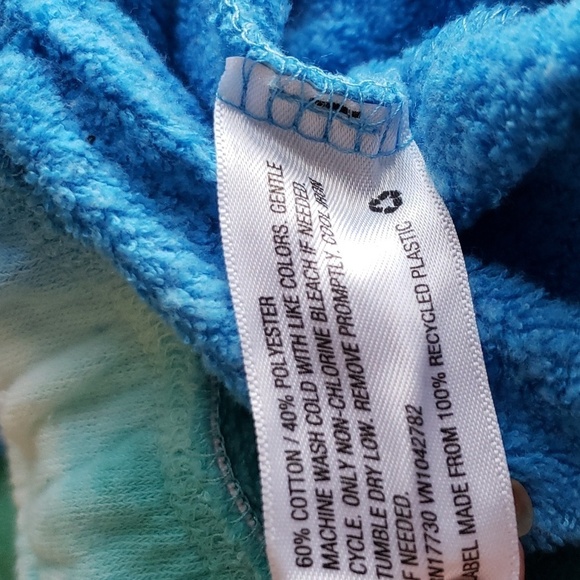 60% COTTON / 40% POLYESTER
MACHINE WASH COLD WITH LIKE COLORS. GENTLE
CYCLE. ONLY NON-CHLORINE BLEACH IF NEEDED.
TUMBLE DRY LOW. REMOVE PROMPTLY. COOL IRON
IF NEEDED.
17730 VN1042782
LABEL MADE FROM 100% RECYCLED PLASTIC